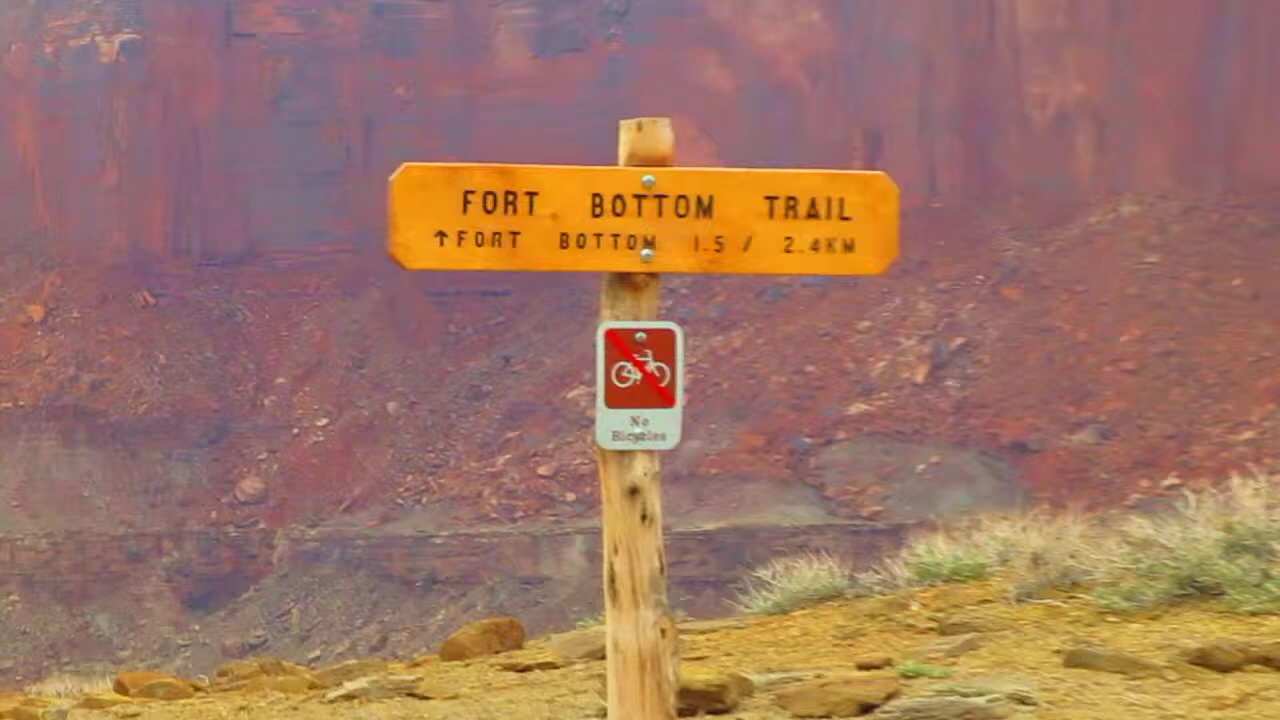 FORT BOTTOM TRAIL
↑FORT BOTTOM 1.5 / 2.4KM
No
Bicycles